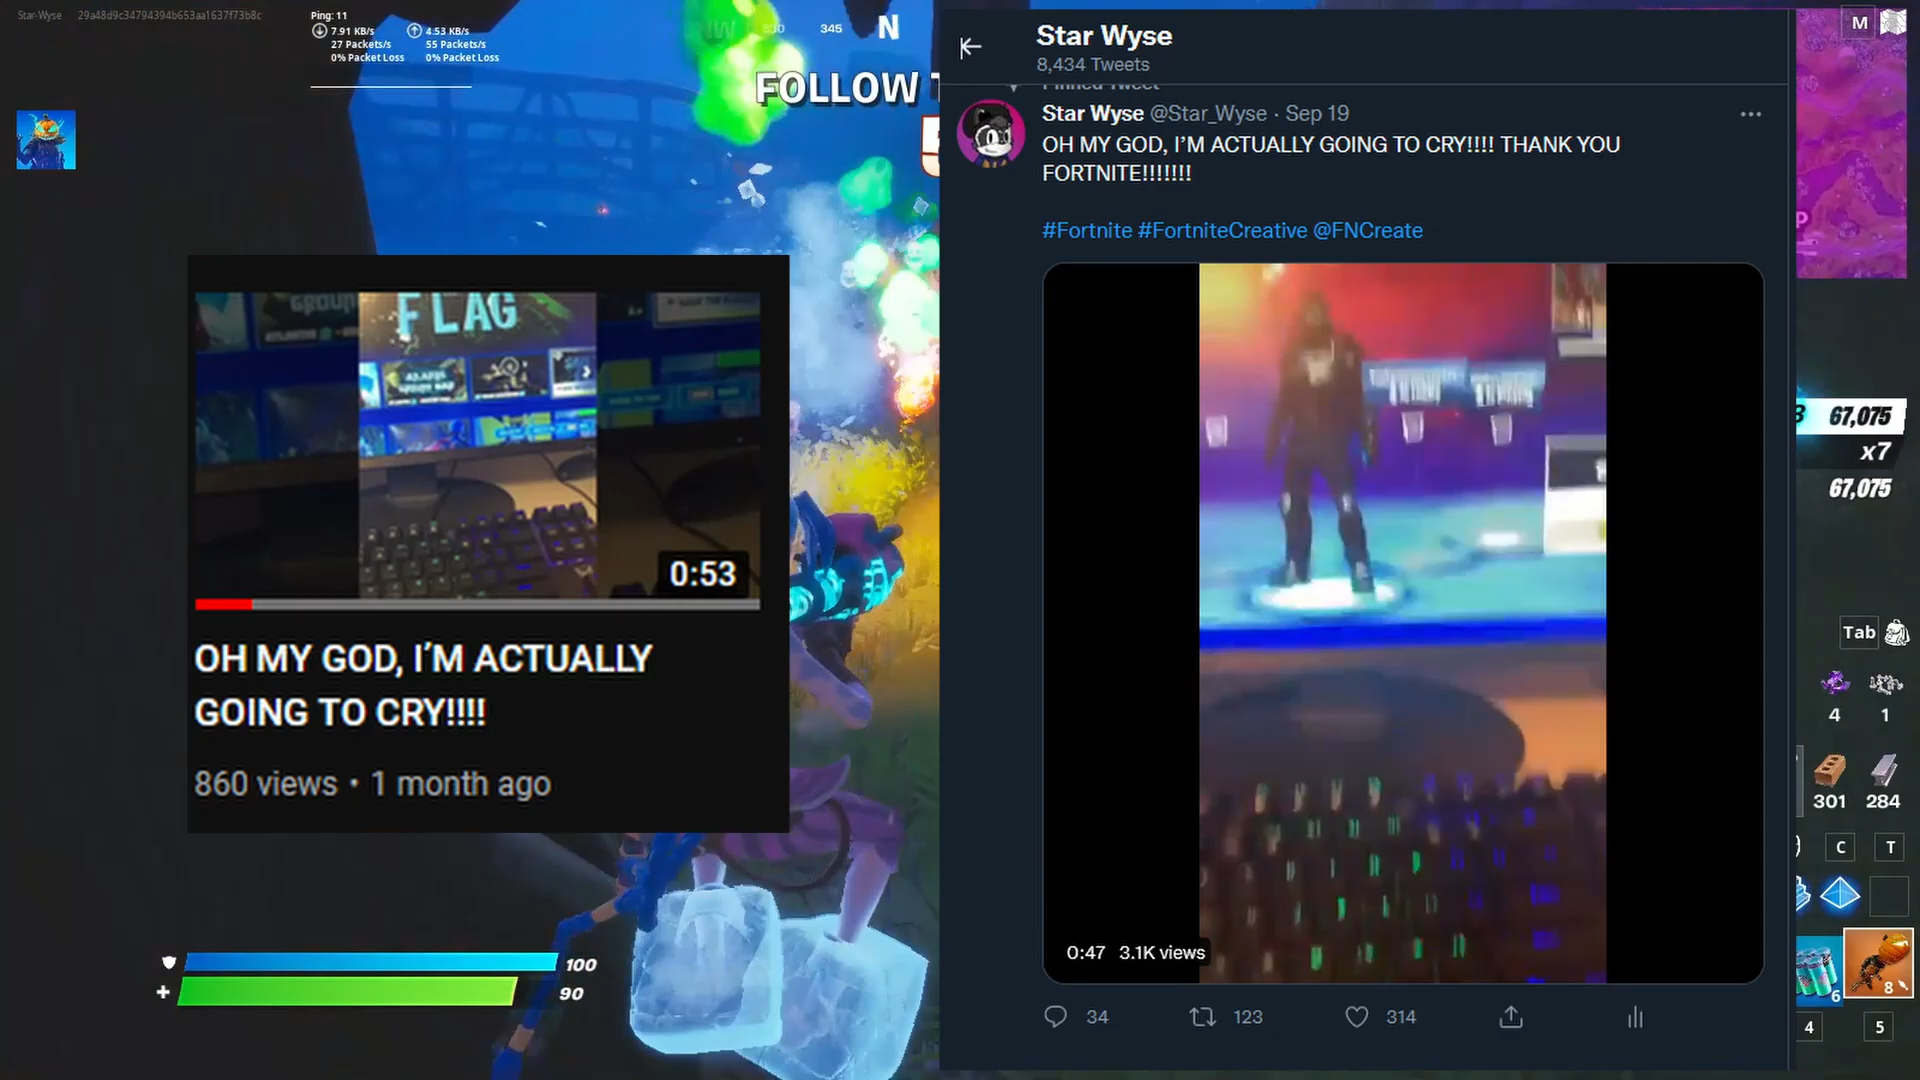 Star-Wyse 29a48d9c34794394b653aa1637f73b8c
Ping: 11
7.91 KB/s 4.53 KB/s
27 Packets/s 55 Packets/s
0% Packet Loss 0% Packet Loss
345 N
FOLLOW
FLAG
0:53
OH MY GOD, I’M ACTUALLY
GOING TO CRY!!!!
860 views • 1 month ago
100
90
Star Wyse
8,434 Tweets
Pinned Tweet
Star Wyse @Star_Wyse · Sep 19
OH MY GOD, I’M ACTUALLY GOING TO CRY!!!! THANK YOU
FORTNITE!!!!!!!
#Fortnite #FortniteCreative @FNCreate
0:47 3.1K views
34 123 314
M
67,075
x7
67,075
Tab
4 1
301 284
C T
6 8
4 5